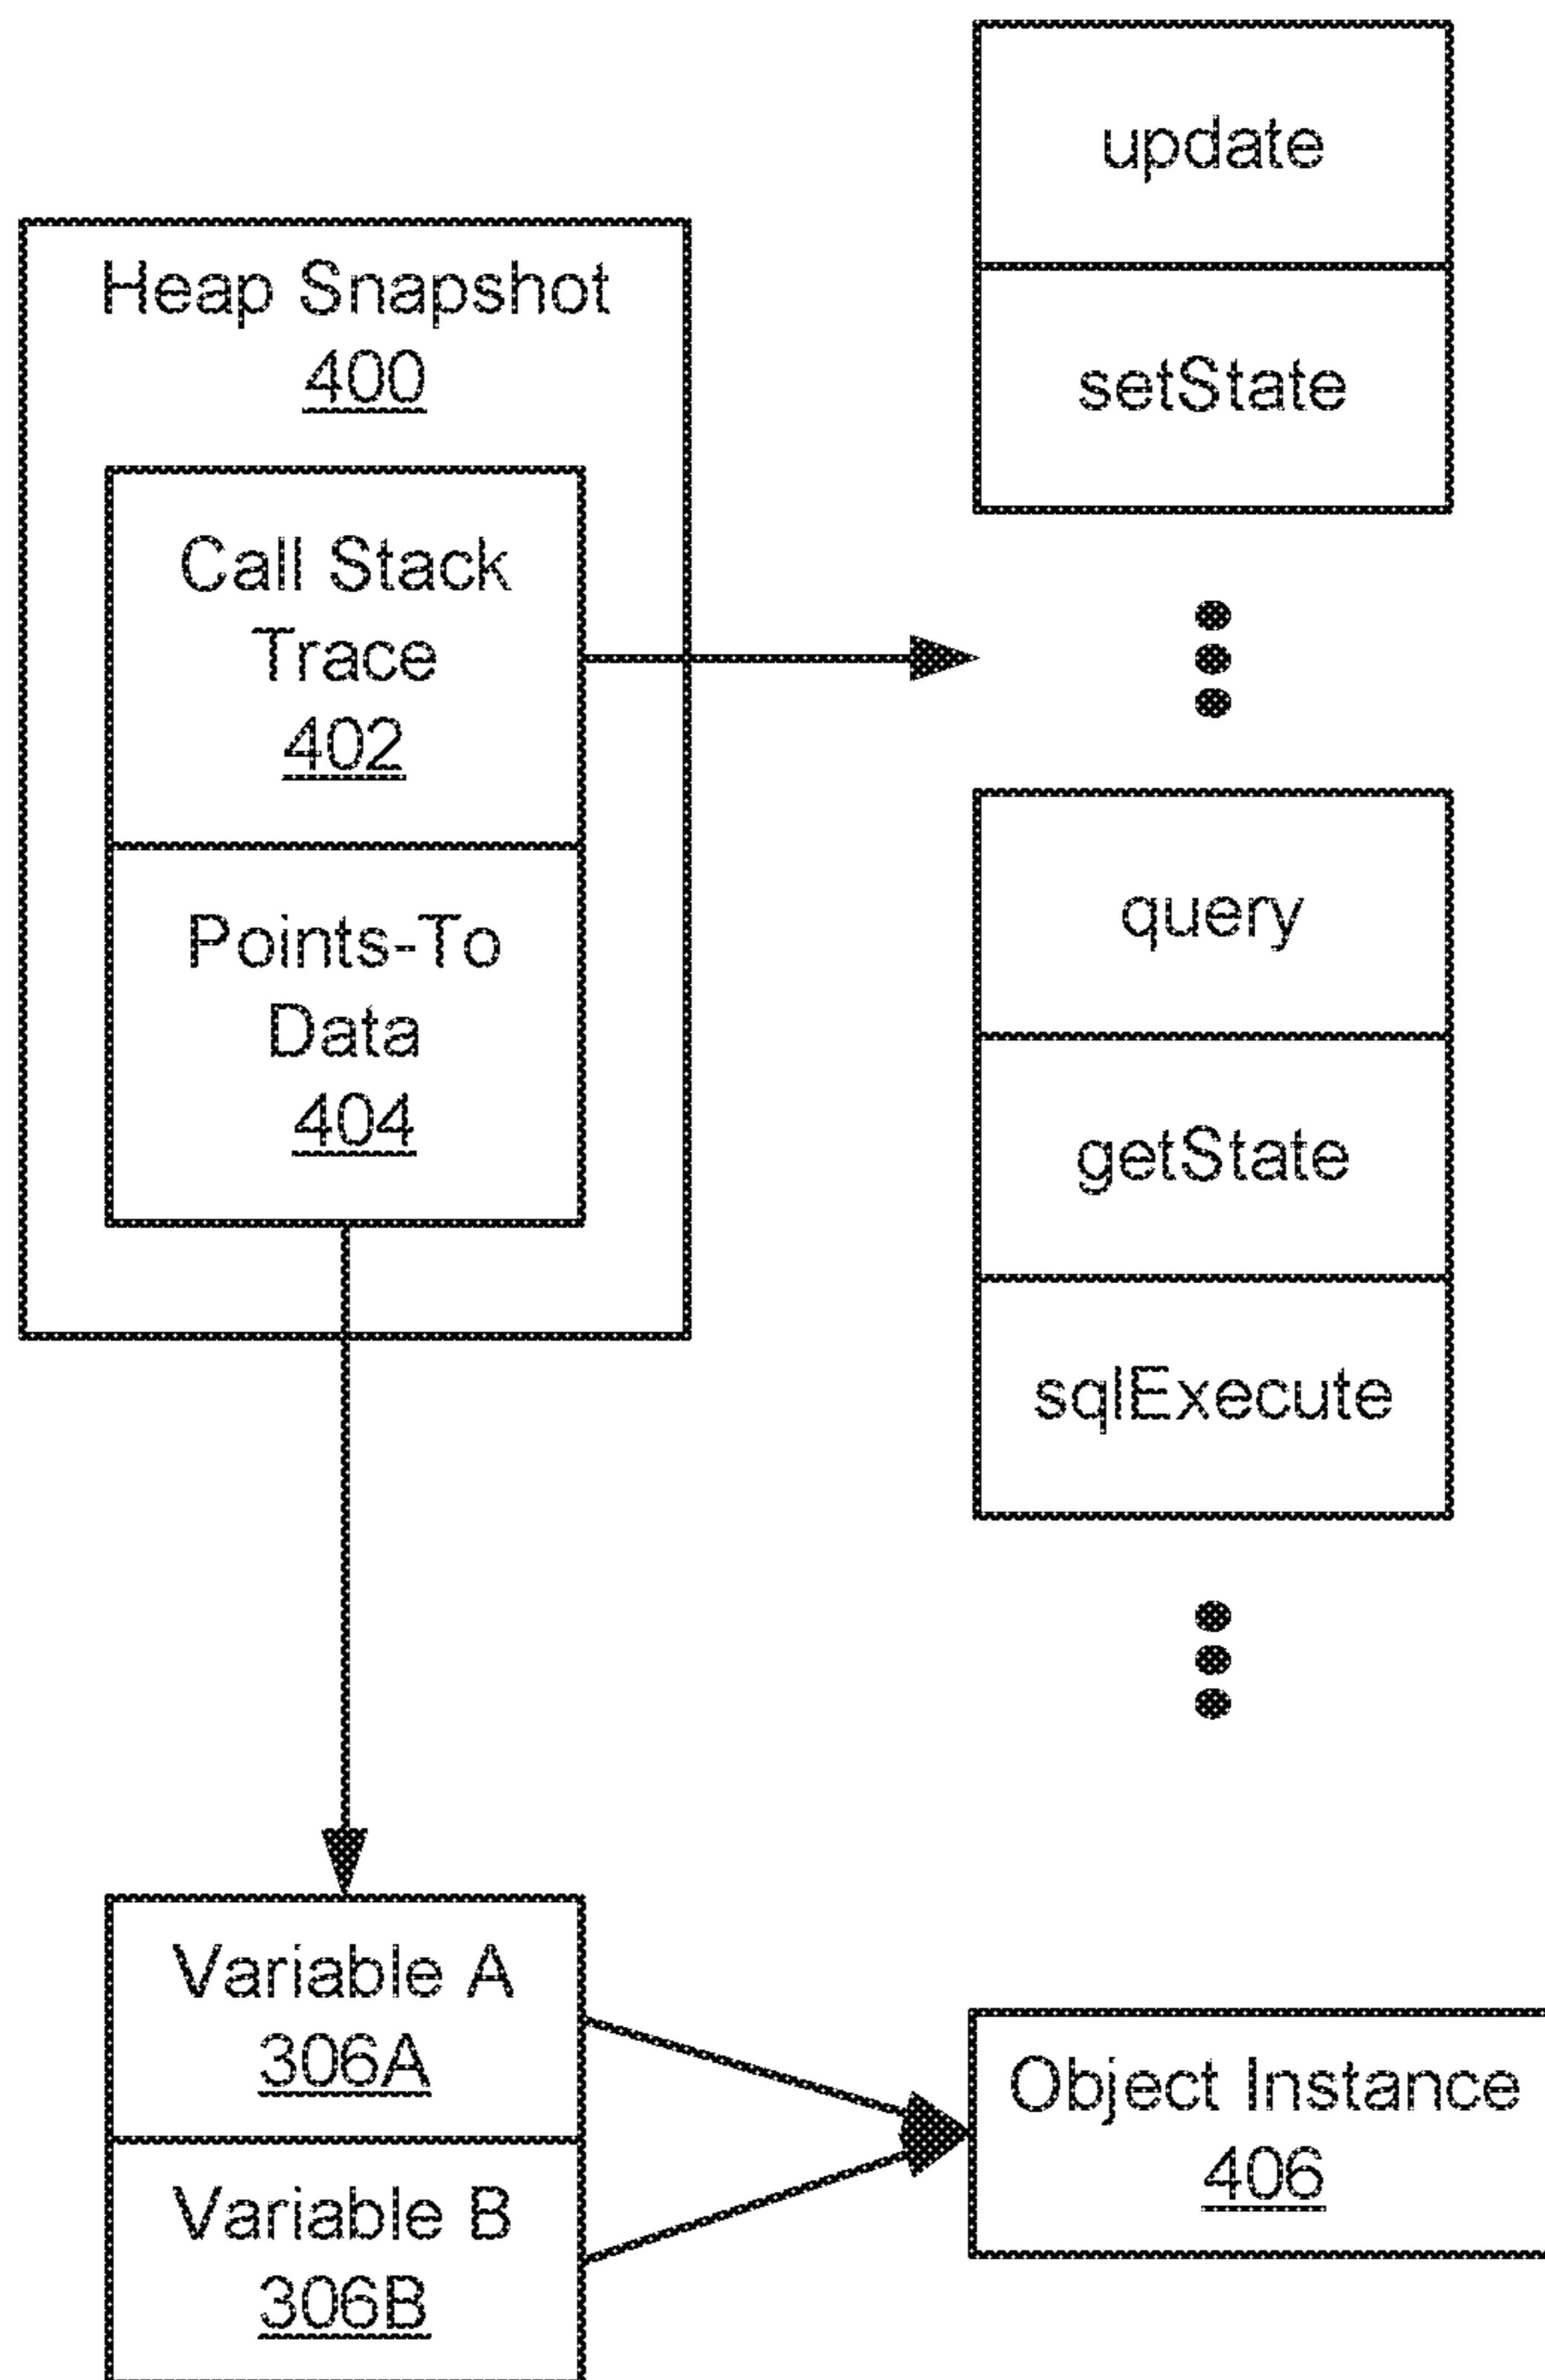 update
setState
Heap Snapshot
400
Call Stack
Trace
402
Points-To
Data
404
query
getState
sqlExecute
Variable A
306A
Variable B
306B
Object Instance
406